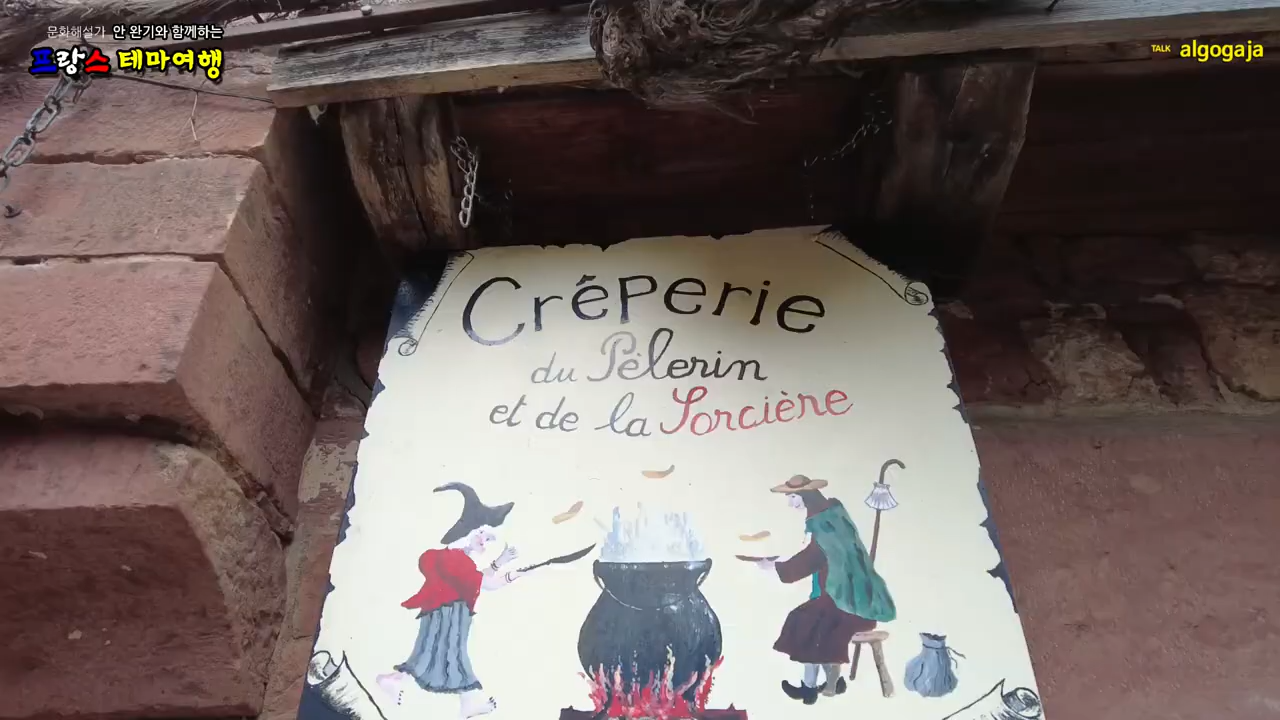 문화해설가 안 완기와 함께하는
프랑스 테마여행
TALK algogaja
Crêperie
du Pèlerin
et de la Sorcière